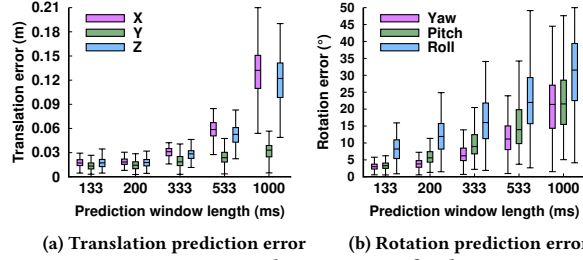 0.21
0.18
0.15
0.12
0.09
0.06
0.03
0
Translation error (m)
X
Y
Z
133 200 333 533 1000
Prediction window length (ms)
(a) Translation prediction error
50
45
40
35
30
25
20
15
10
5
0
Rotation error (°)
Yaw
Pitch
Roll
133 200 333 533 1000
Prediction window length (ms)
(b) Rotation prediction error